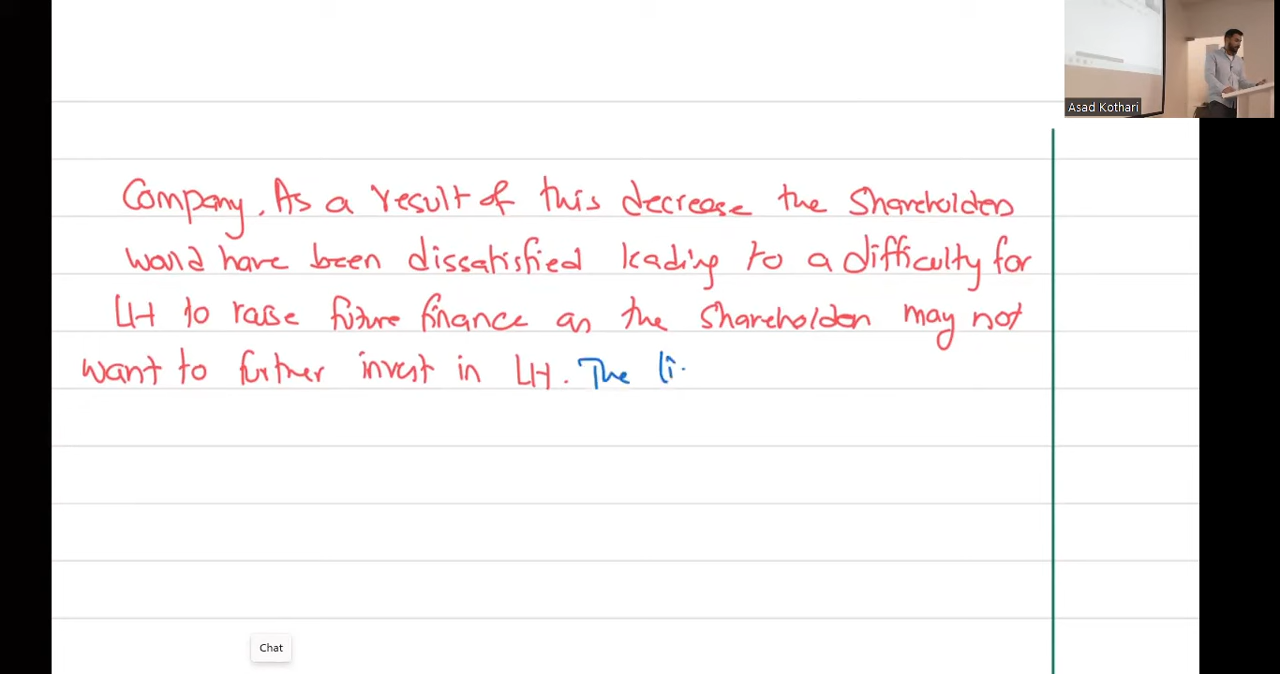 Asad Kothari
Company. As a result of this decrease the Shareholders
would have been dissatisfied leading to a difficulty for
LH to raise future finance as the shareholders may not
want to further invest in LH. The li
Chat